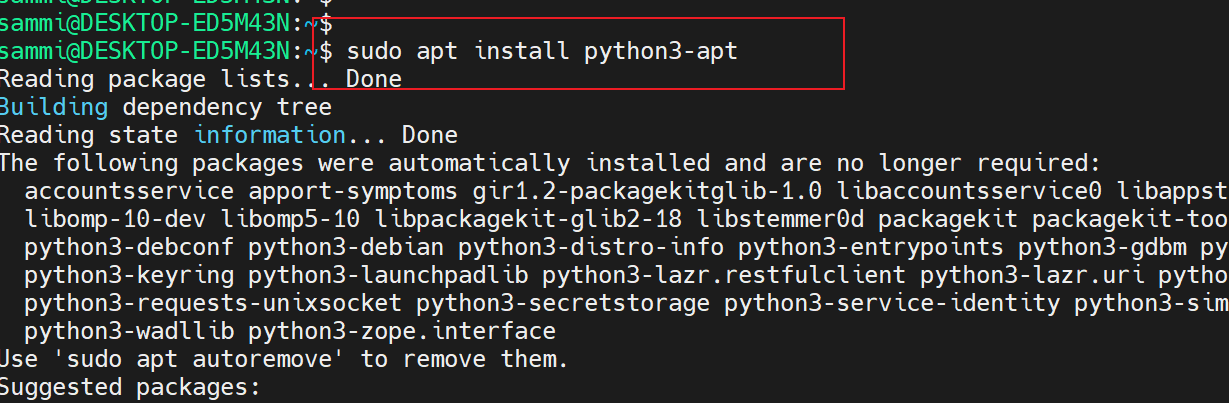 sammi@DESKTOP-ED5M43N:~$
sammi@DESKTOP-ED5M43N:~$ sudo apt install python3-apt
Reading package lists... Done
Building dependency tree
Reading state information... Done
The following packages were automatically installed and are no longer required:
accountsservice apport-symptoms gir1.2-packagekitglib-1.0 libaccountsservice0 libappst
libomp-10-dev libomp5-10 libpackagekit-glib2-18 libstemmer0d packagekit packagekit-too
python3-debconf python3-debian python3-distro-info python3-entrypoints python3-gdbm py
python3-keyring python3-launchpadlib python3-lazr.restfulclient python3-lazr.uri pytho
python3-requests-unixsocket python3-secretstorage python3-service-identity python3-sim
python3-wadllib python3-zope.interface
Use 'sudo apt autoremove' to remove them.
Suggested packages: